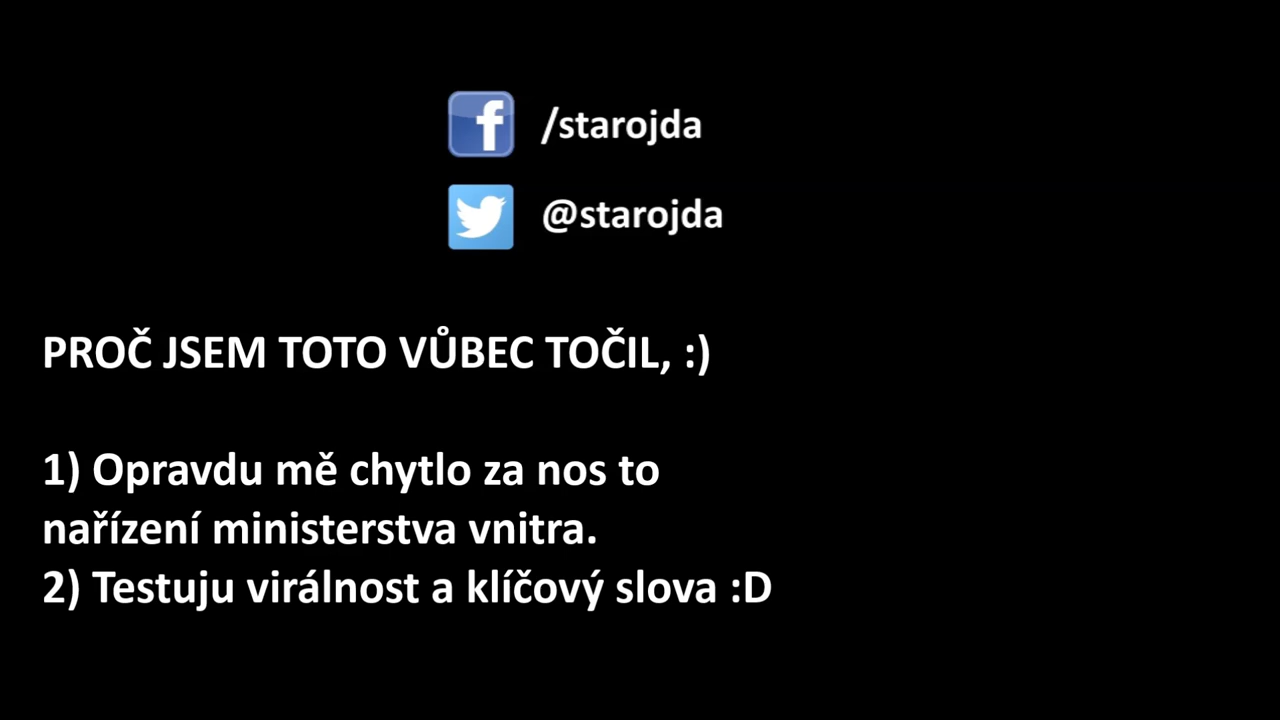 /starojda
@starojda
PROČ JSEM TOTO VŮBEC TOČIL, :)
1) Opravdu mě chytlo za nos to
nařízení ministerstva vnitra.
2) Testuju virálnost a klíčový slova :D